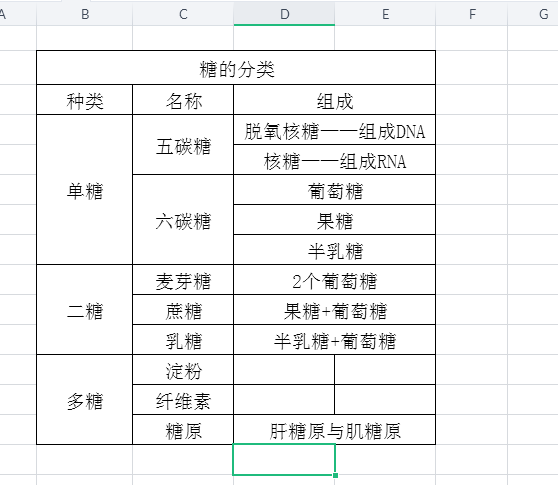 A B C D E F G
糖的分类
种类 名称 组成
单糖 五碳糖 脱氧核糖——组成DNA
核糖——组成RNA
六碳糖 葡萄糖
果糖
半乳糖
二糖 麦芽糖 2个葡萄糖
蔗糖 果糖+葡萄糖
乳糖 半乳糖+葡萄糖
多糖 淀粉
纤维素
糖原 肝糖原与肌糖原